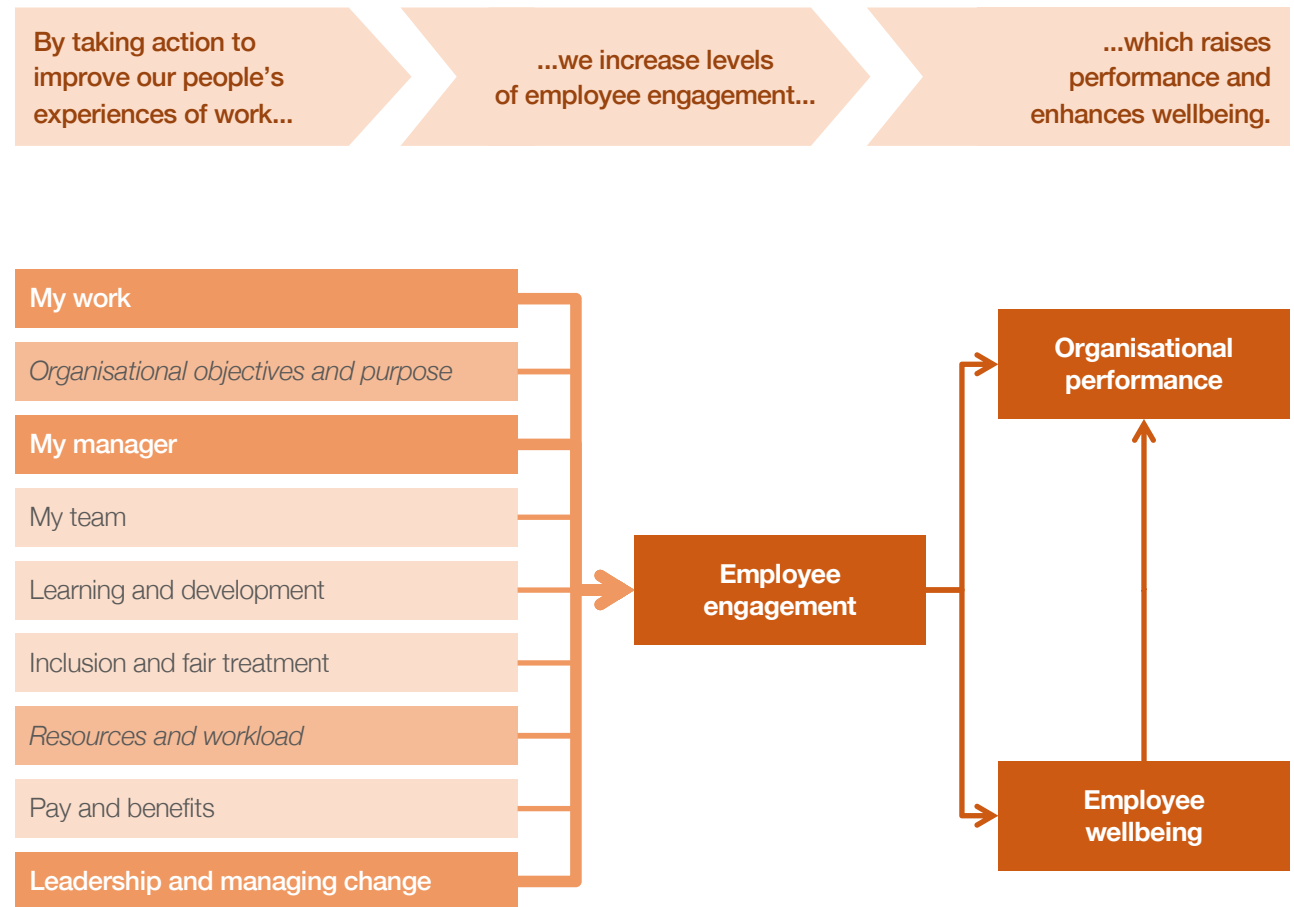 By taking action to
improve our people’s
experiences of work...
...we increase levels
of employee engagement...
...which raises
performance and
enhances wellbeing.
My work
Organisational objectives and purpose
My manager
My team
Learning and development
Inclusion and fair treatment
Resources and workload
Pay and benefits
Leadership and managing change
Employee
engagement
Organisational
performance
Employee
wellbeing